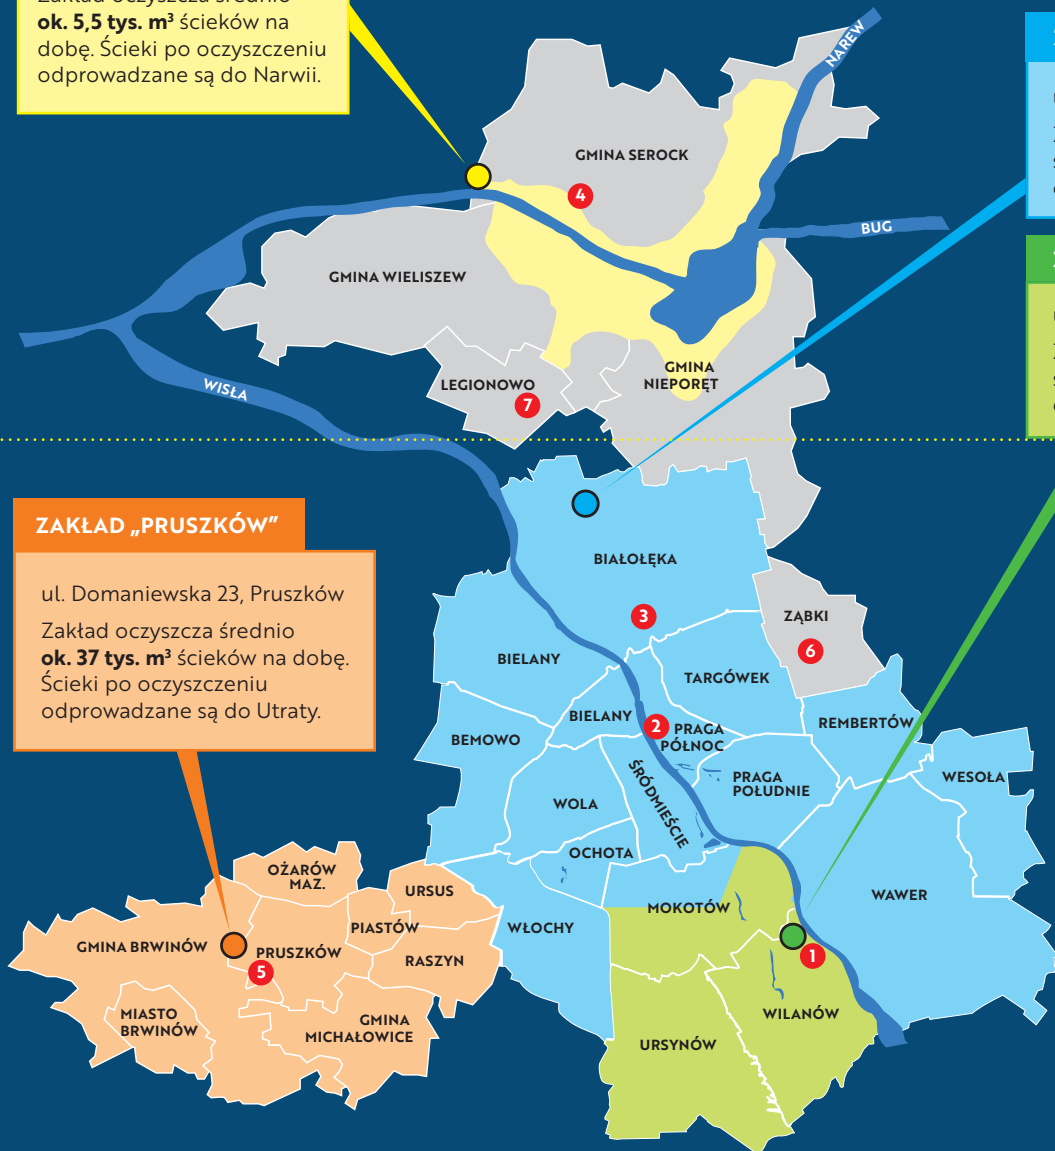 Zakład oczyszcza średnio
ok. 5,5 tys. m³ ścieków na
dobę. Ścieki po oczyszczeniu
odprowadzane są do Narwii.
NAREW
GMINA SEROCK
4
BUG
GMINA WIELISZEW
GMINA
NIEPORĘT
LEGIONOWO
7
WISŁA
ZAKŁAD „PRUSZKÓW”
ul. Domaniewska 23, Pruszków
Zakład oczyszcza średnio
ok. 37 tys. m³ ścieków na dobę.
Ścieki po oczyszczeniu
odprowadzane są do Utraty.
BIAŁOŁĘKA
3
ZĄBKI
6
BIELANY
TARGÓWEK
BIELANY
2
PRAGA
PÓŁNOC
REMBERTÓW
BEMOWO
WESOŁA
PRAGA
POŁUDNIE
ŚRÓDMIEŚCIE
WOLA
OCHOTA
WAWER
OŻARÓW
MAZ.
URSUS
MOKOTÓW
PIASTÓW
WŁOCHY
GMINA BRWINÓW
PRUSZKÓW
5
RASZYN
1
WILANÓW
MIASTO
BRWINÓW
GMINA
MICHAŁOWICE
URSYNÓW